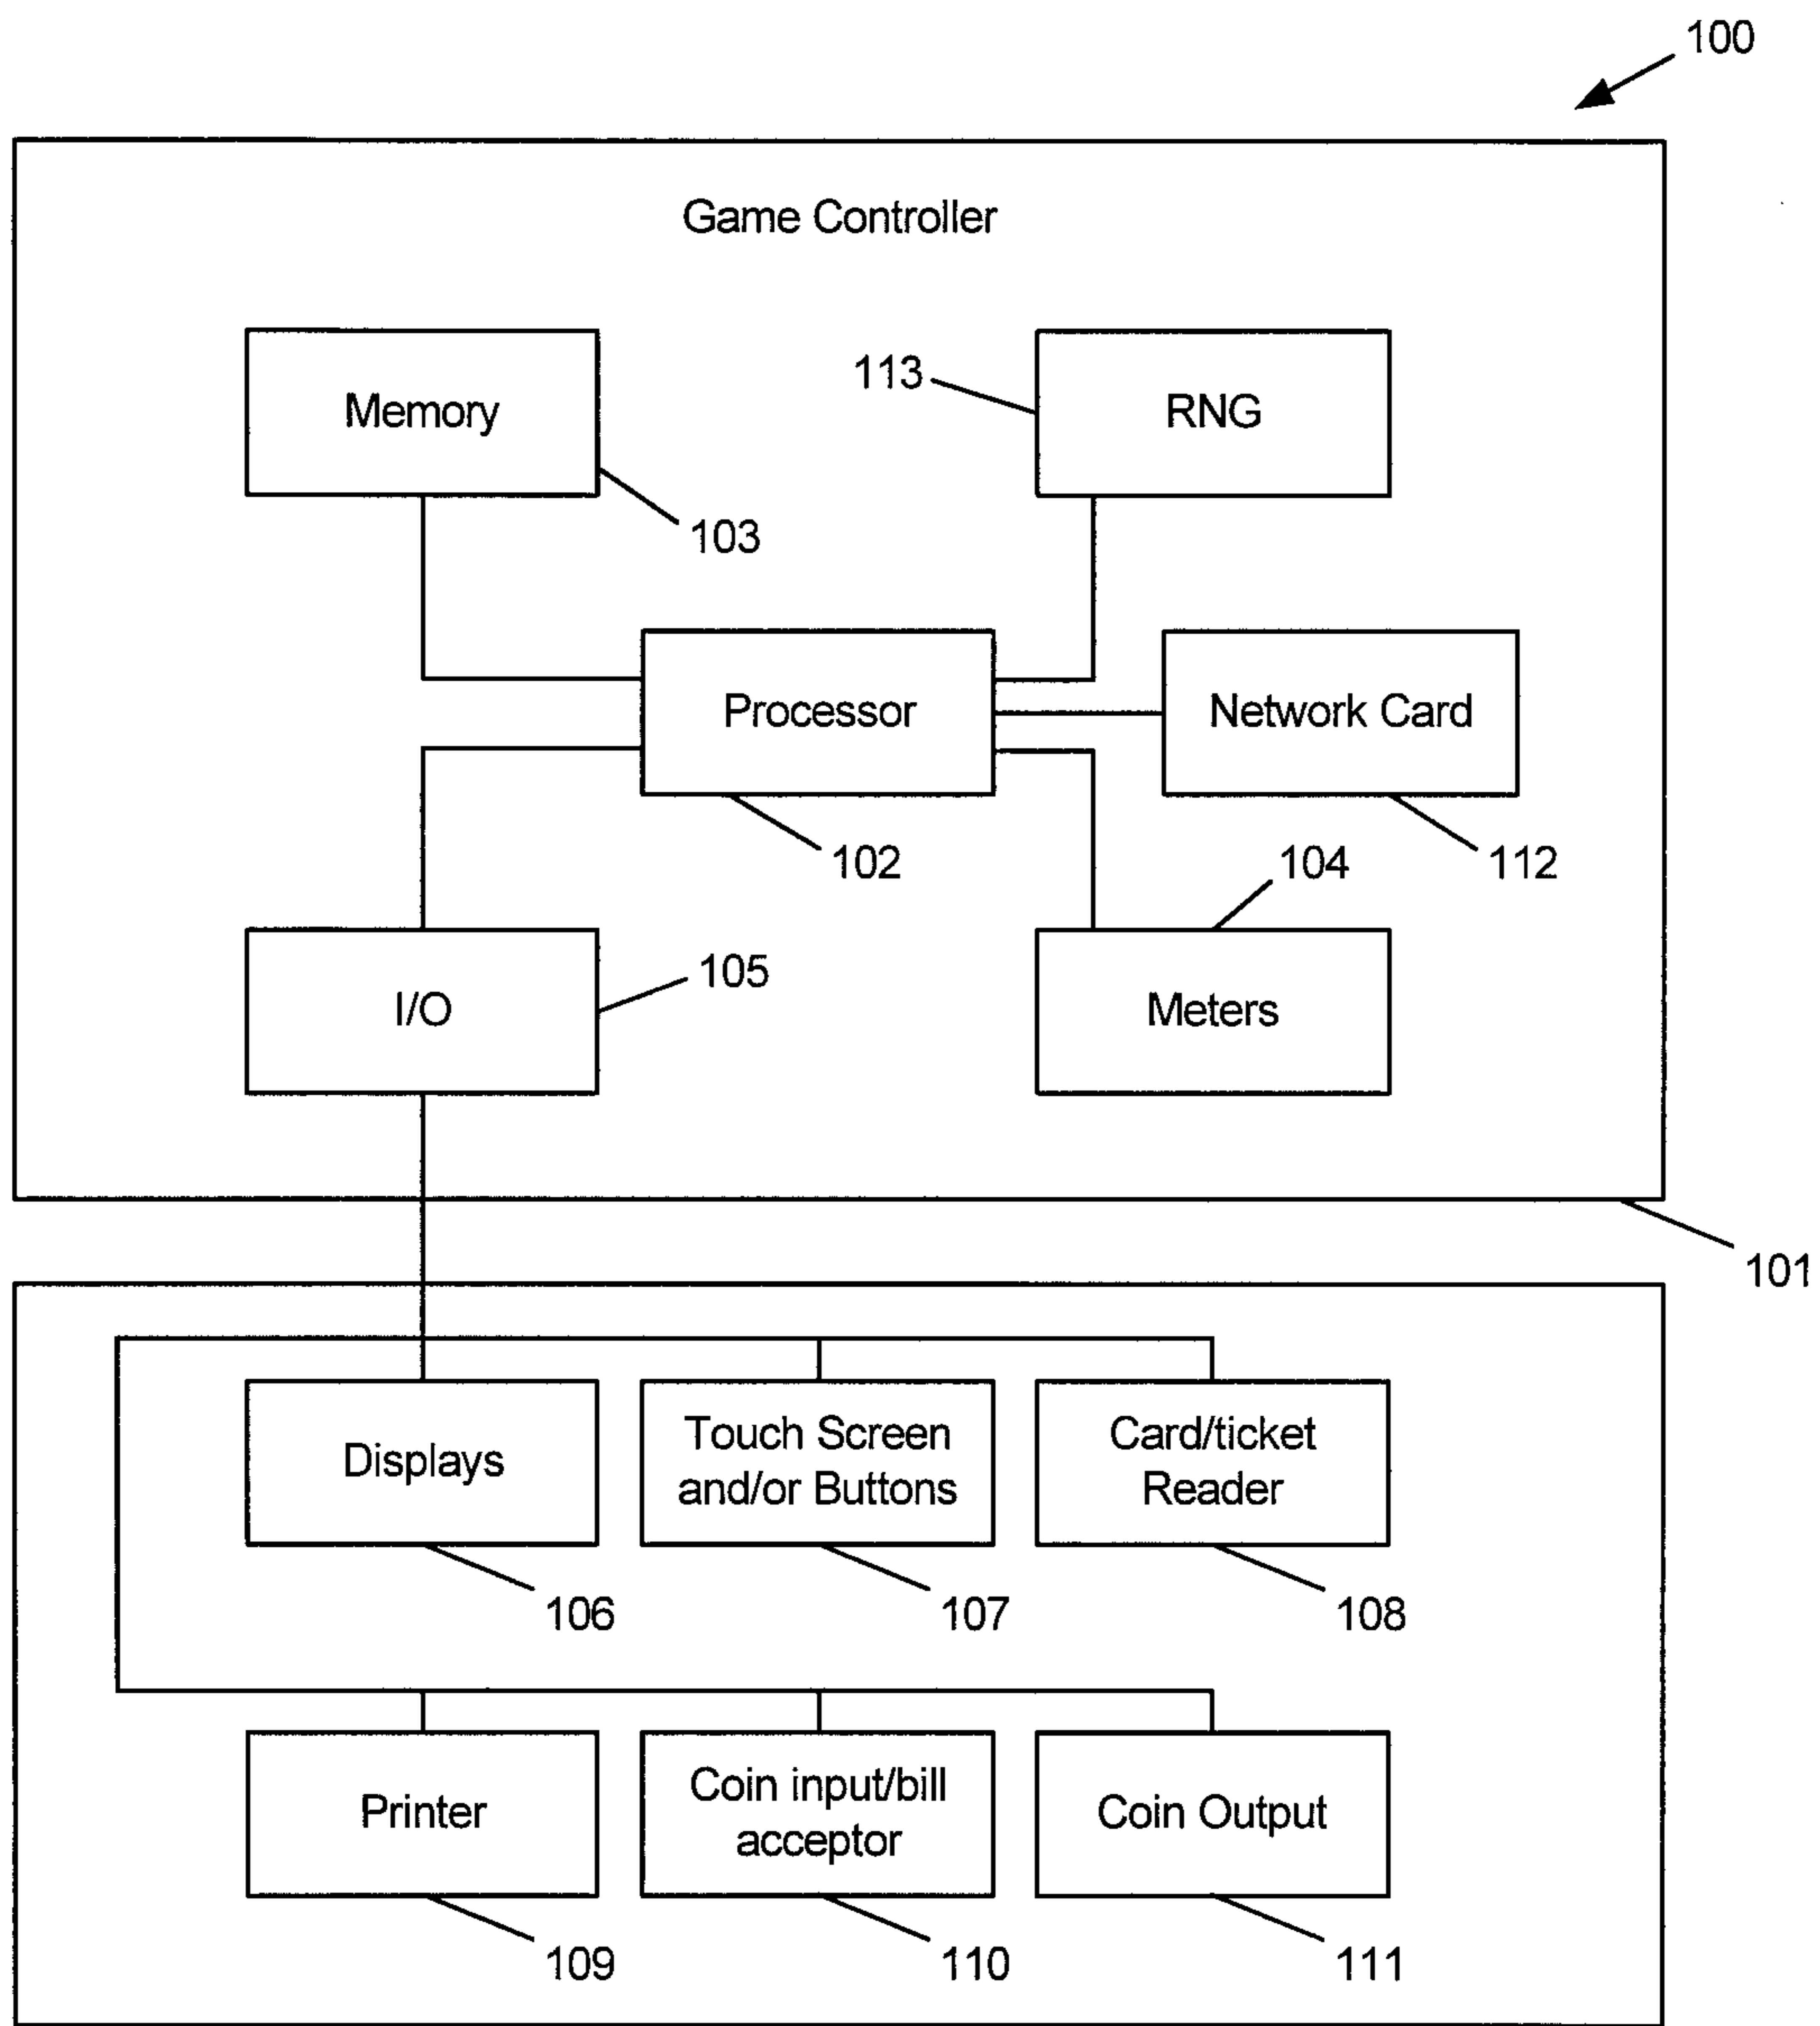 100
Game Controller
Memory
113
RNG
103
Processor
Network Card
102
104
112
I/O
105
Meters
101
Displays
Touch Screen
and/or Buttons
Card/ticket
Reader
106
107
108
Printer
Coin input/bill
acceptor
Coin Output
109
110
111